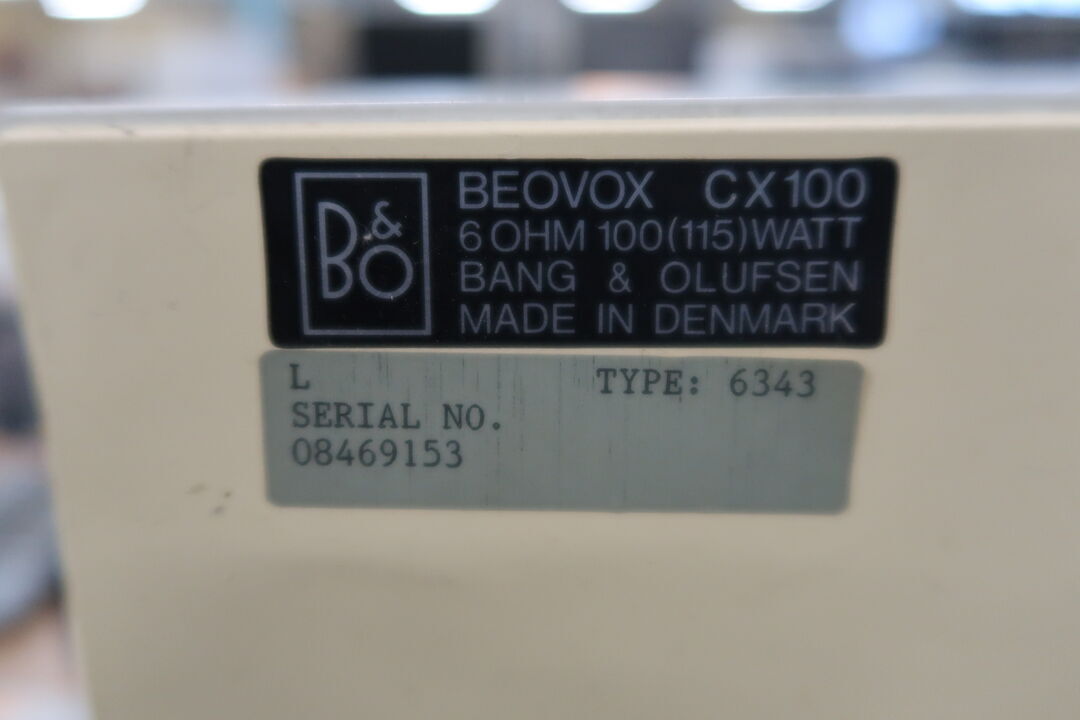 B&O
BEOVOX CX100
6 OHM 100(115)WATT
BANG & OLUFSEN
MADE IN DENMARK
L TYPE: 6343
SERIAL NO.
08469153